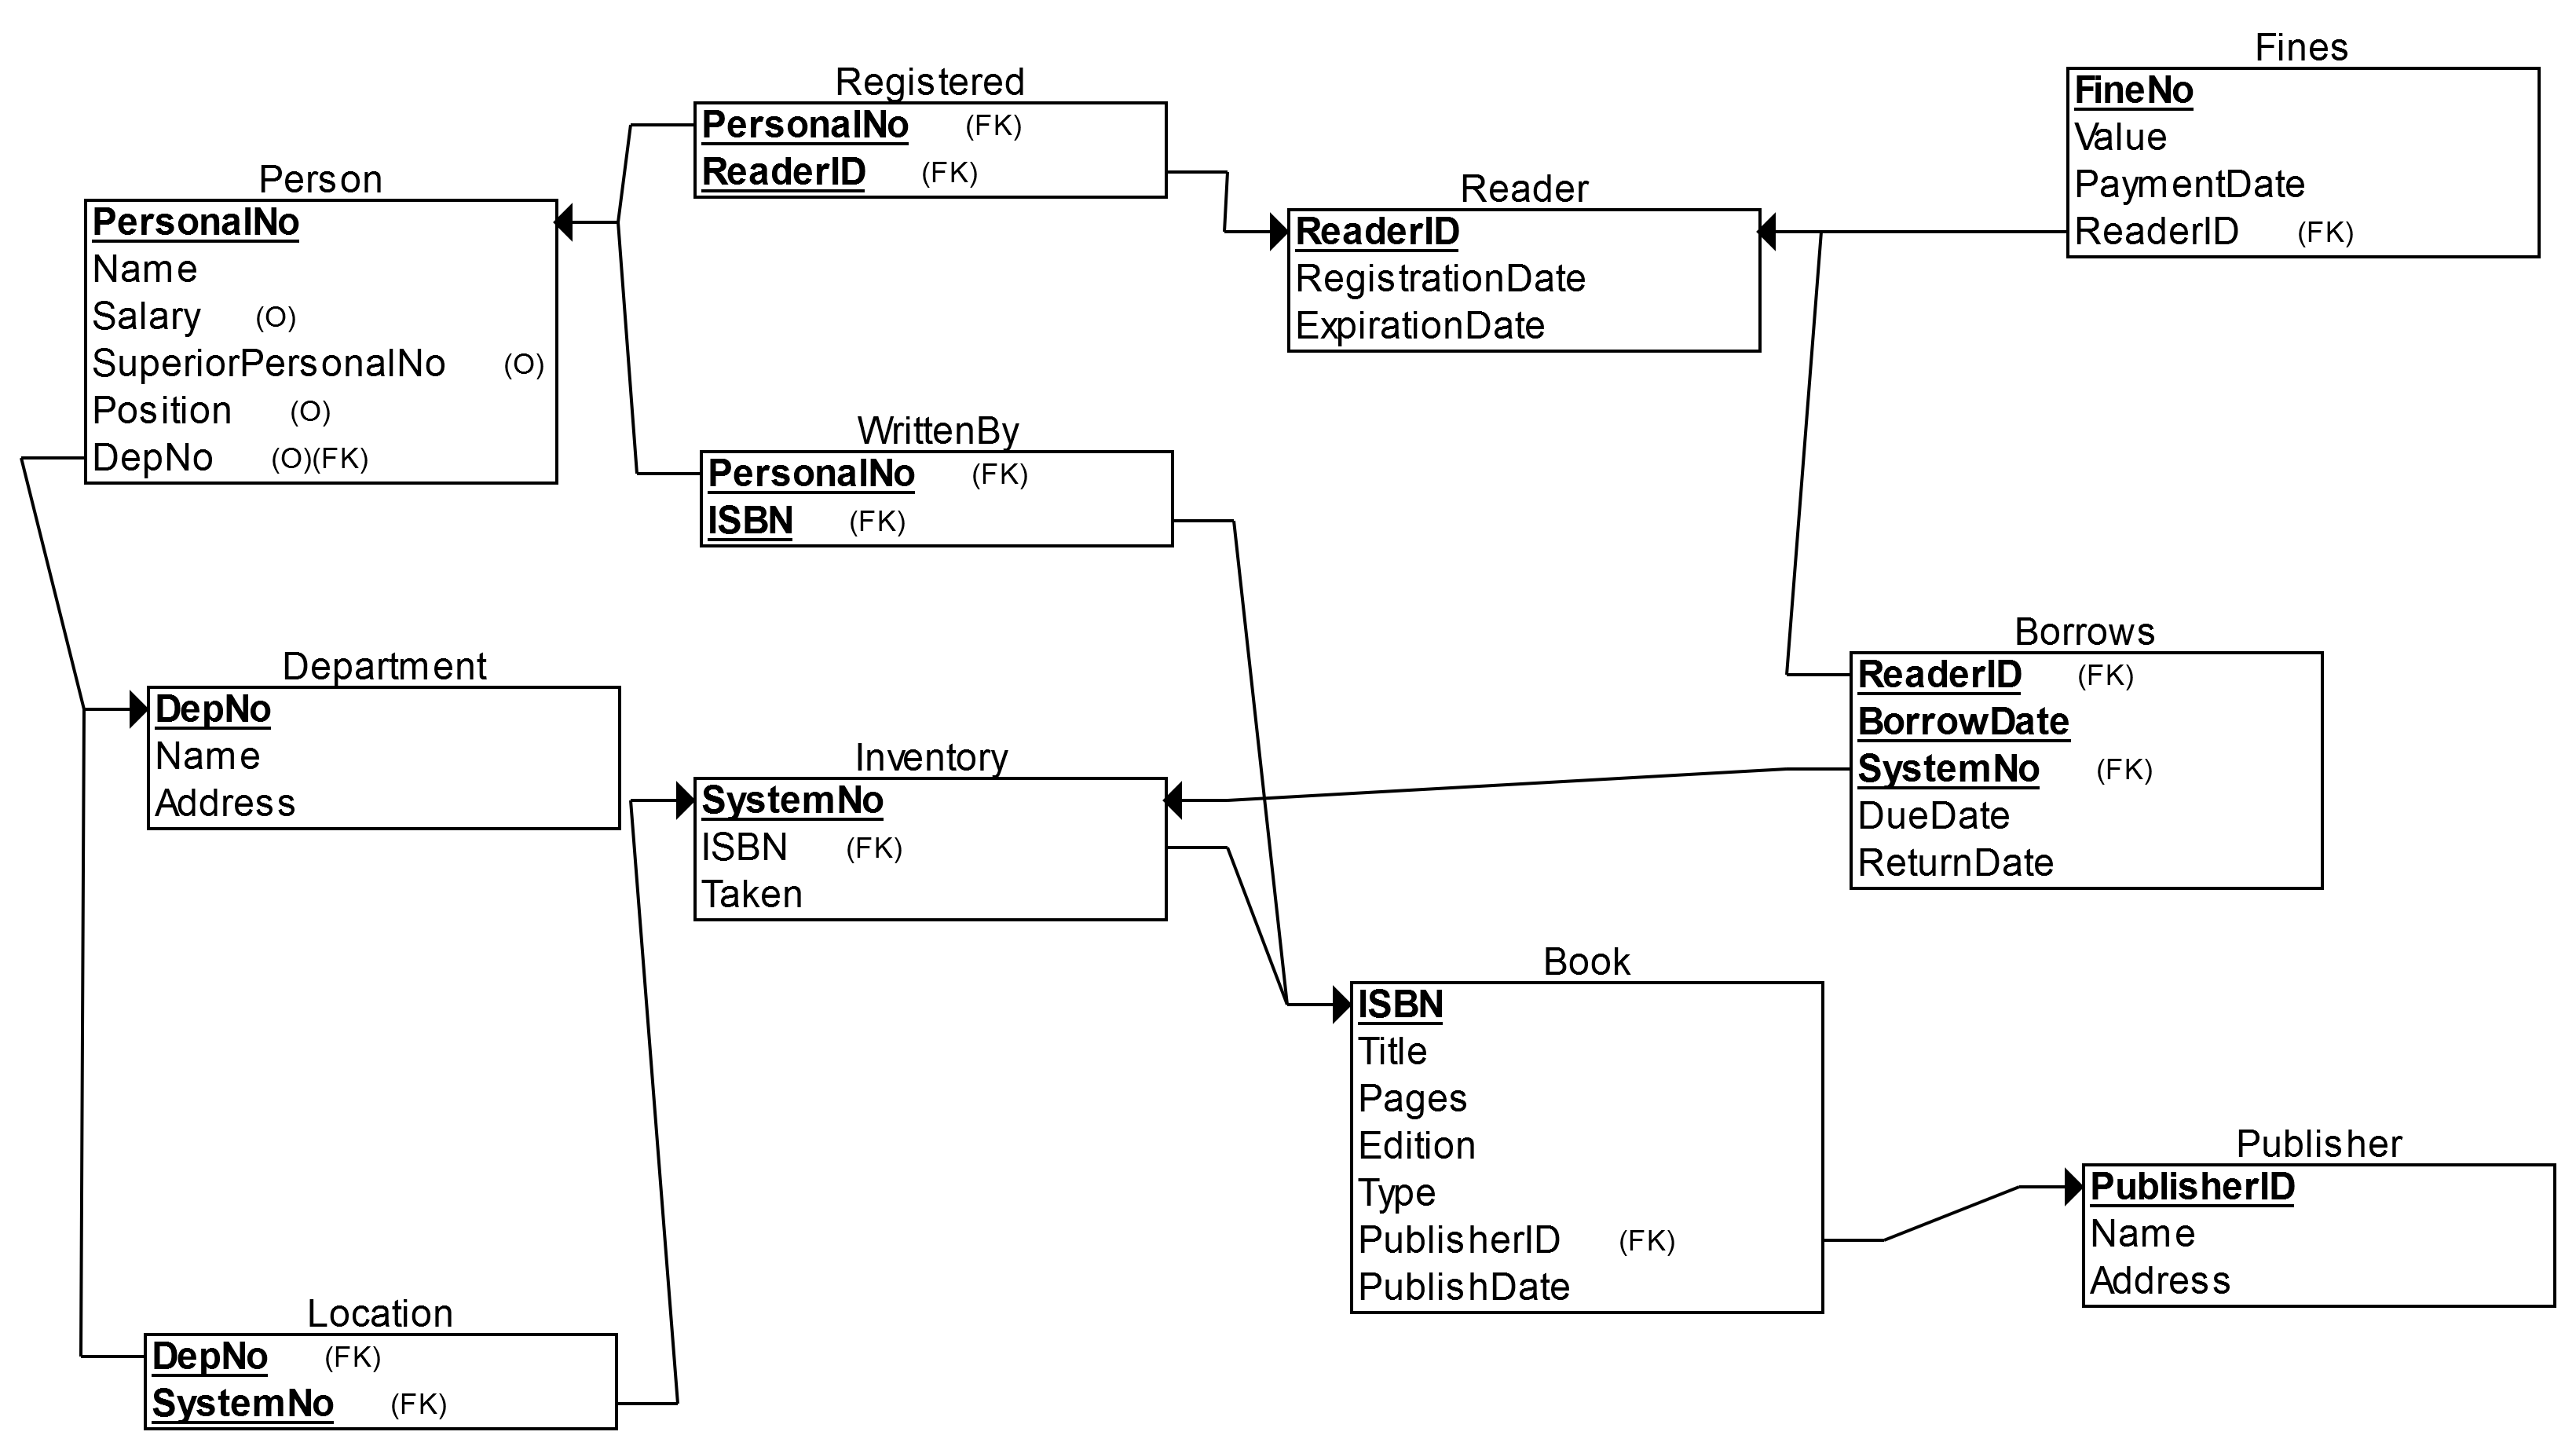 Person
PersonalNo
Name
Salary (O)
SuperiorPersonalNo (O)
Position (O)
DepNo (O)(FK)
Registered
PersonalNo (FK)
ReaderID (FK)
Reader
ReaderID
RegistrationDate
ExpirationDate
Fines
FineNo
Value
PaymentDate
ReaderID (FK)
WrittenBy
PersonalNo (FK)
ISBN (FK)
Department
DepNo
Name
Address
Inventory
SystemNo
ISBN (FK)
Taken
Borrows
ReaderID (FK)
BorrowDate
SystemNo (FK)
DueDate
ReturnDate
Book
ISBN
Title
Pages
Edition
Type
PublisherID (FK)
PublishDate
Publisher
PublisherID
Name
Address
Location
DepNo (FK)
SystemNo (FK)